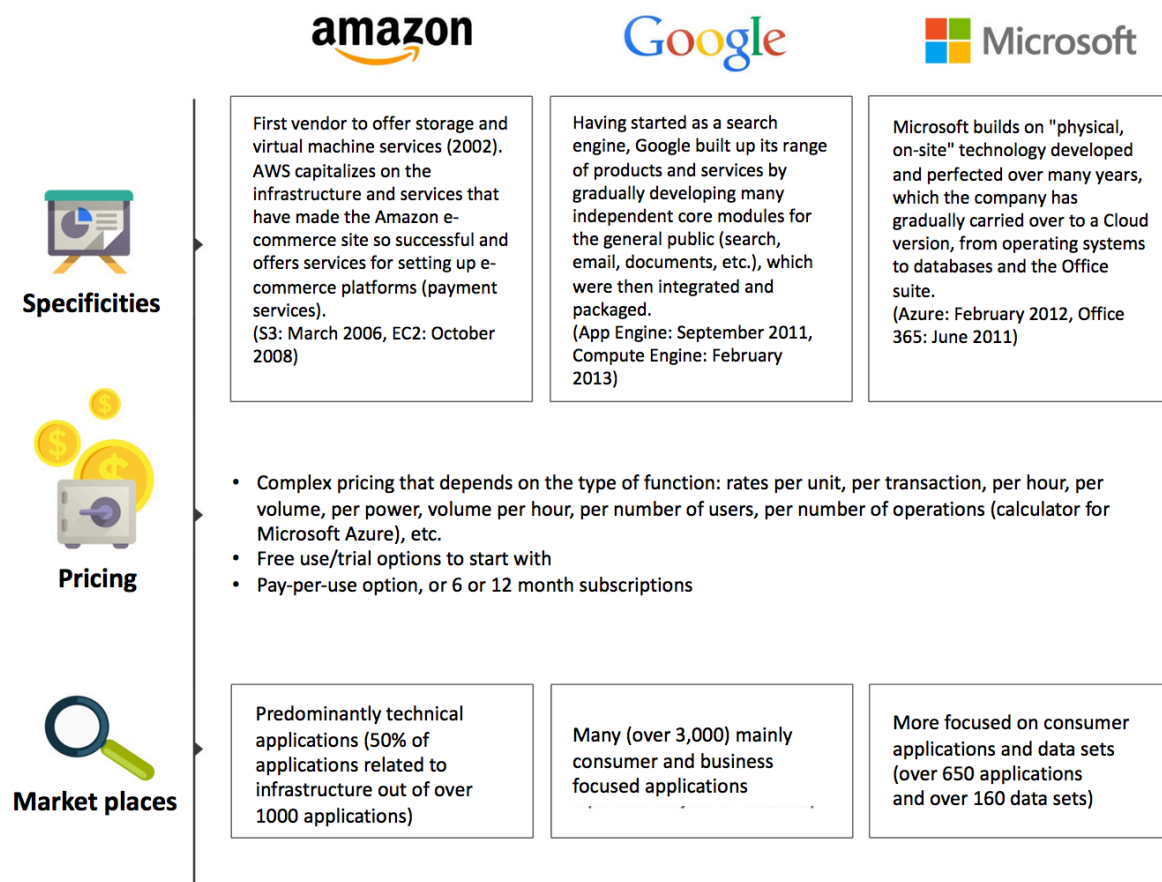 amazon
Google
Microsoft
Specificities
First vendor to offer storage and
virtual machine services (2002).
AWS capitalizes on the
infrastructure and services that
have made the Amazon e-
commerce site so successful and
offers services for setting up e-
commerce platforms (payment
services).
(S3: March 2006, EC2: October
2008)
Having started as a search
engine, Google built up its range
of products and services by
gradually developing many
independent core modules for
the general public (search,
email, documents, etc.), which
were then integrated and
packaged.
(App Engine: September 2011,
Compute Engine: February
2013)
Microsoft builds on "physical,
on-site" technology developed
and perfected over many years,
which the company has
gradually carried over to a Cloud
version, from operating systems
to databases and the Office
suite.
(Azure: February 2012, Office
365: June 2011)
$
$
$
Pricing
• Complex pricing that depends on the type of function: rates per unit, per transaction, per hour, per
volume, per power, volume per hour, per number of users, per number of operations (calculator for
Microsoft Azure), etc.
• Free use/trial options to start with
• Pay-per-use option, or 6 or 12 month subscriptions
Market places
Predominantly technical
applications (50% of
applications related to
infrastructure out of over
1000 applications)
Many (over 3,000) mainly
consumer and business
focused applications
More focused on consumer
applications and data sets
(over 650 applications
and over 160 data sets)